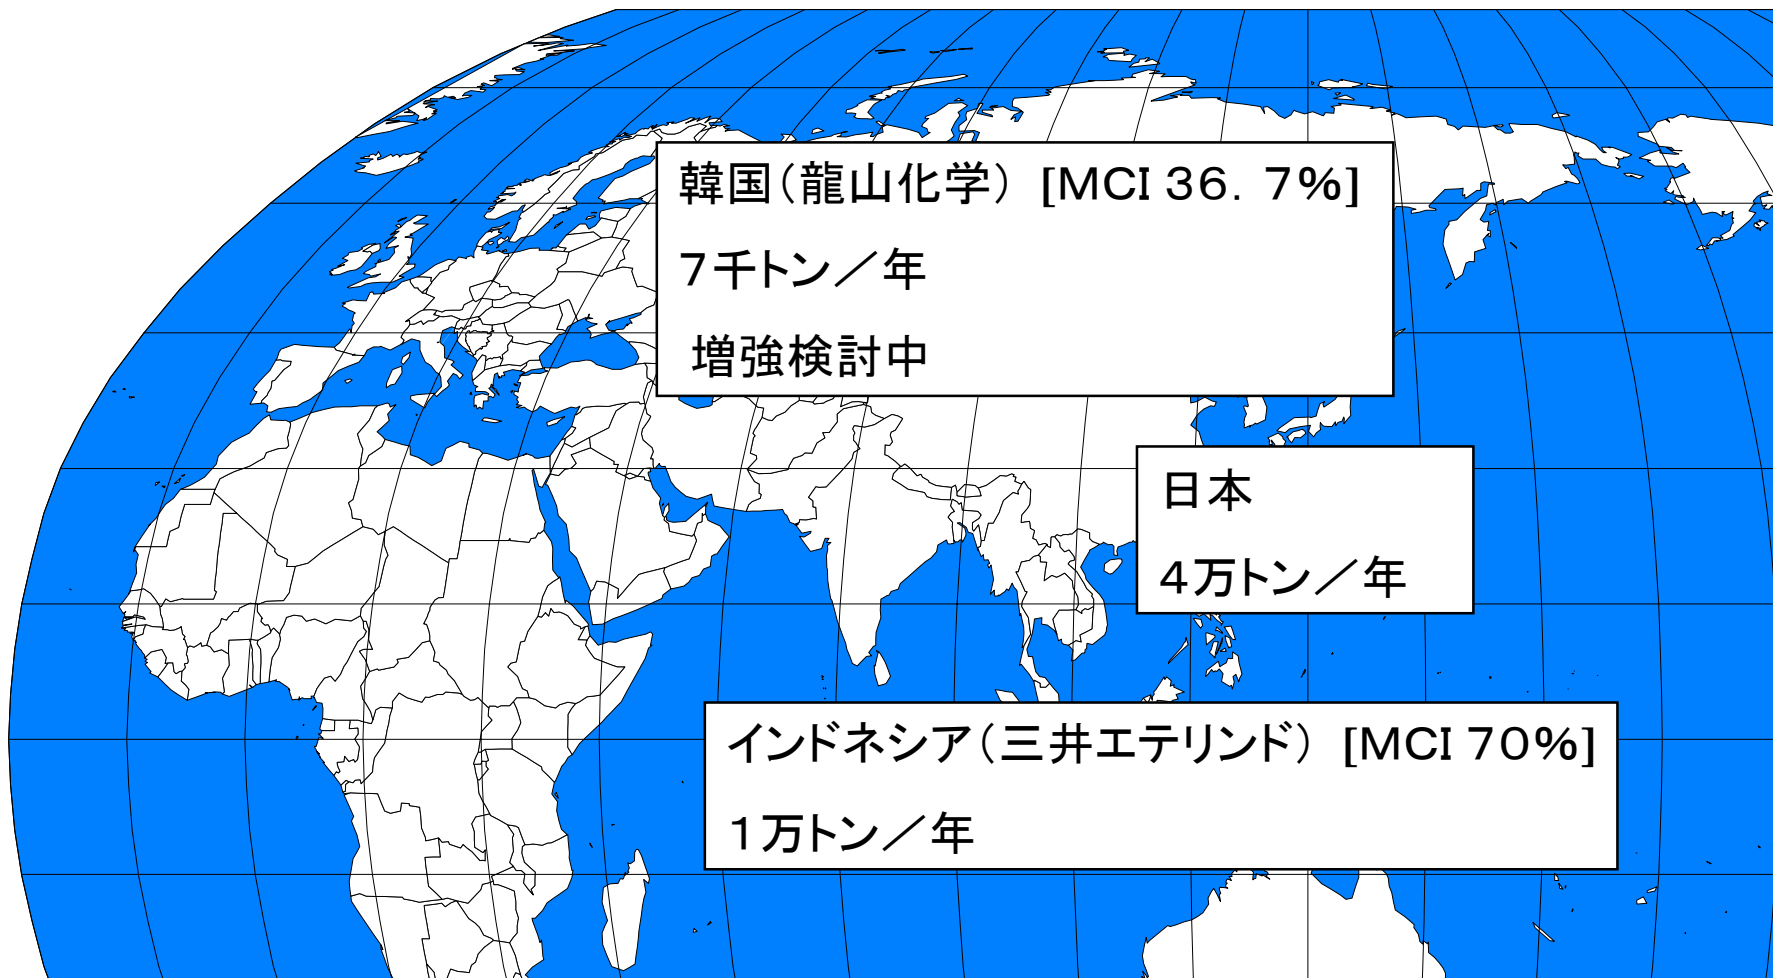 韓国（龍山化学） [MCI 36．7%]
７千トン／年
増強検討中
日本
４万トン／年
インドネシア（三井エテリンド） [MCI 70%]
１万トン／年